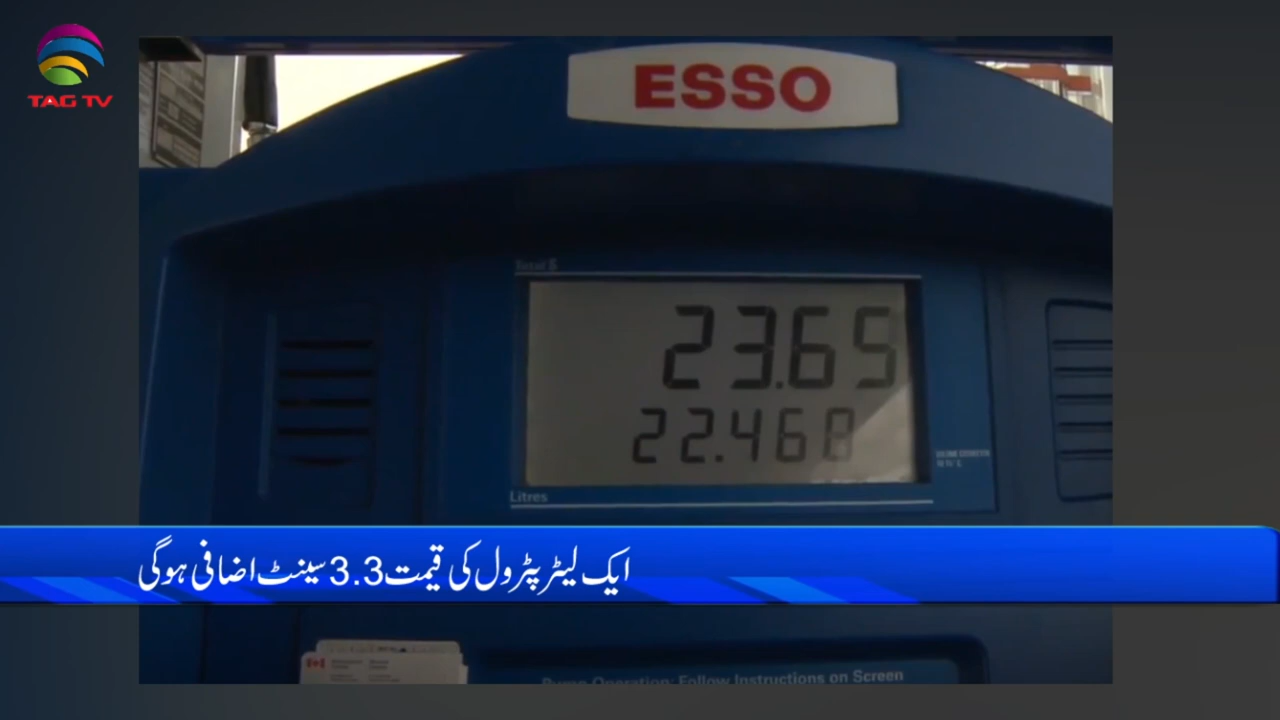 TAG TV
ESSO
Total $
23.65
22.468
Litres
ایک لیٹر پٹرول کی قیمت 3.3 سینٹ اضافی ہوگی
Pump Operation: Follow Instructions on Screen